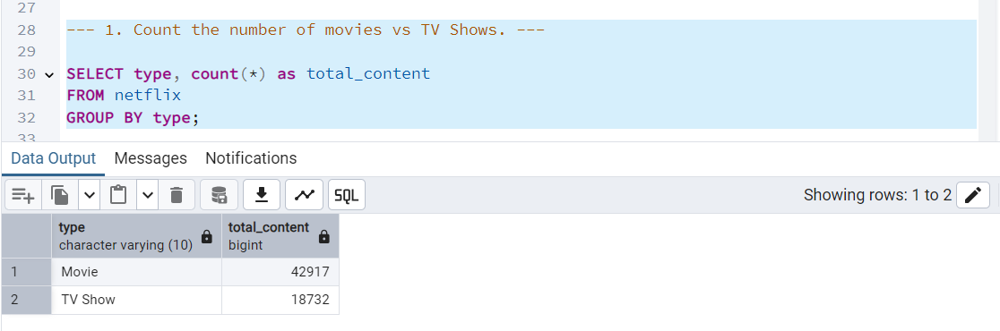 27
28 --- 1. Count the number of movies vs TV Shows. ---
29
30 SELECT type, count(*) as total_content
31 FROM netflix
32 GROUP BY type;
33
Data Output Messages Notifications
SQL Showing rows: 1 to 2
type total_content
character varying (10) bigint
1 Movie 42917
2 TV Show 18732